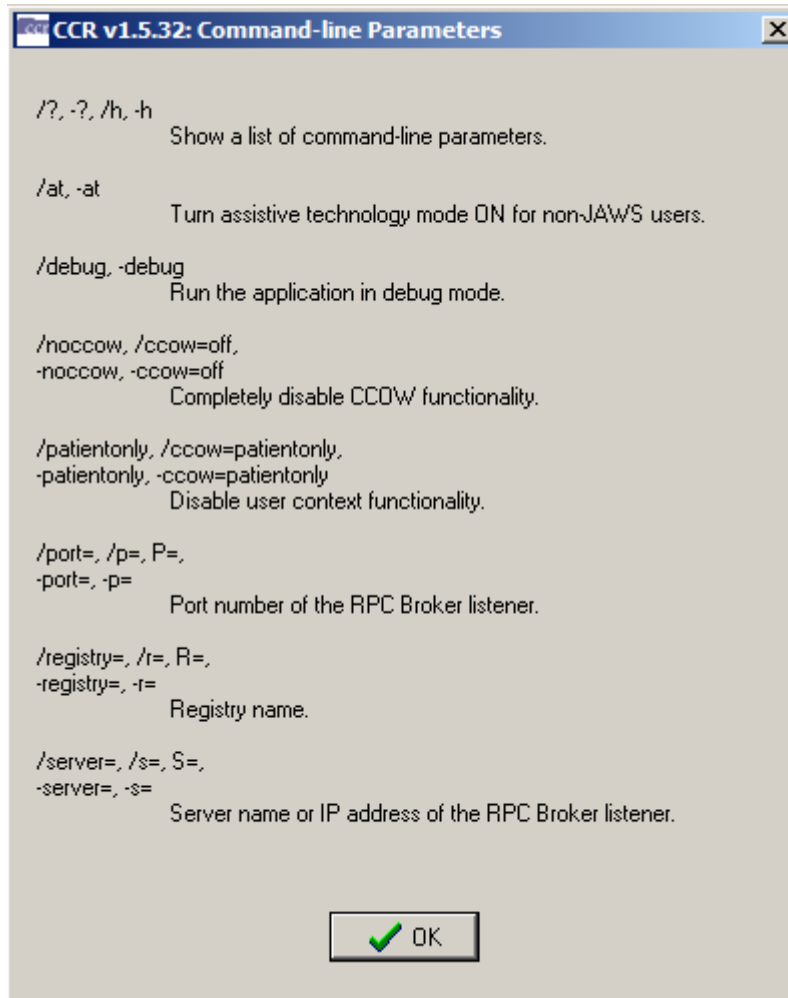 CCR CCR v1.5.32: Command-line Parameters
/?, -?, /h, -h
Show a list of command-line parameters.
/at, -at
Turn assistive technology mode ON for non-JAWS users.
/debug, -debug
Run the application in debug mode.
/noccow, /ccow=off,
-noccow, -ccow=off
Completely disable CCOW functionality.
/patientonly, /ccow=patientonly,
-patientonly, -ccow=patientonly
Disable user context functionality.
/port=, /p=, P=,
-port=, -p=
Port number of the RPC Broker listener.
/registry=, /r=, R=,
-registry=, -r=
Registry name.
/server=, /s=, S=,
-server=, -s=
Server name or IP address of the RPC Broker listener.
OK